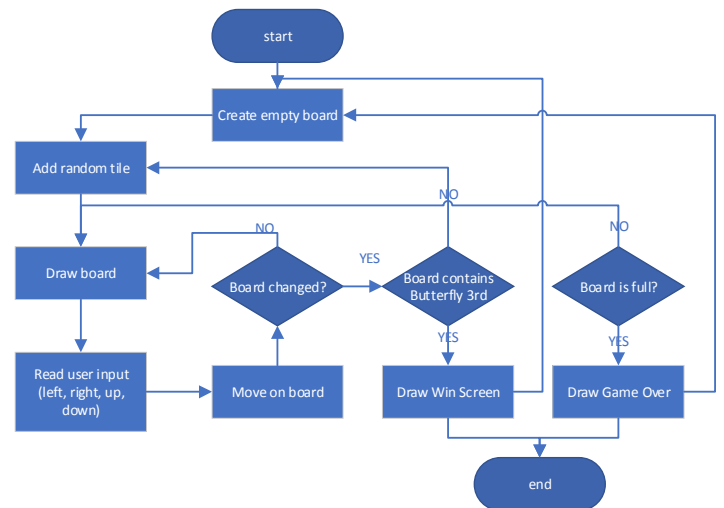 start
Create empty board
Add random tile
NO
NO
NO
YES
Draw board
Board changed?
Board contains
Butterfly 3rd
Board is full?
YES
YES
Read user input
(left, right, up,
down)
Move on board
Draw Win Screen
Draw Game Over
end